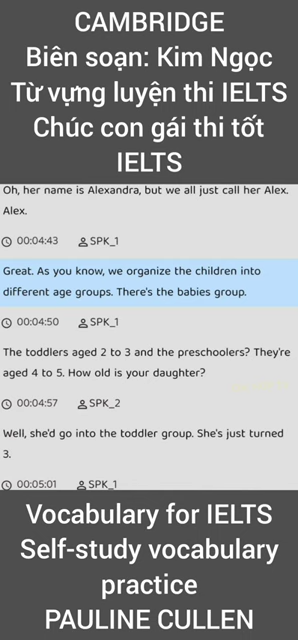 CAMBRIDGE
Biên soạn: Kim Ngọc
Từ vựng luyện thi IELTS
Chúc con gái thi tốt
IELTS
Oh, her name is Alexandra, but we all just call her Alex.
Alex.
00:04:43 SPK_1
Great. As you know, we organize the children into
different age groups. There's the babies group.
00:04:50 SPK_1
The toddlers aged 2 to 3 and the preschoolers? They're
aged 4 to 5. How old is your daughter?
00:04:57 SPK_2
Well, she'd go into the toddler group. She's just turned
3.
00:05:01 SPK_1
Vocabulary for IELTS
Self-study vocabulary
practice
PAULINE CULLEN